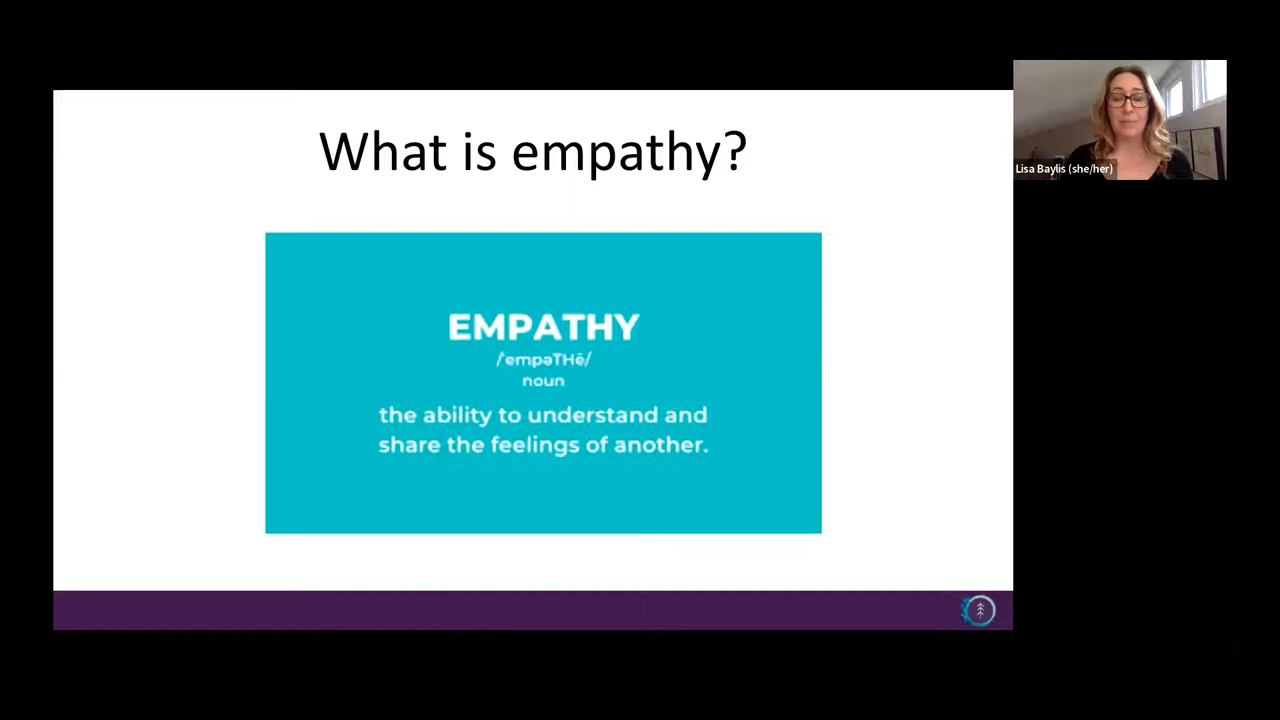 What is empathy?
EMPATHY
/'empəTHē/
noun
the ability to understand and
share the feelings of another.
Lisa Baylis (she/her)